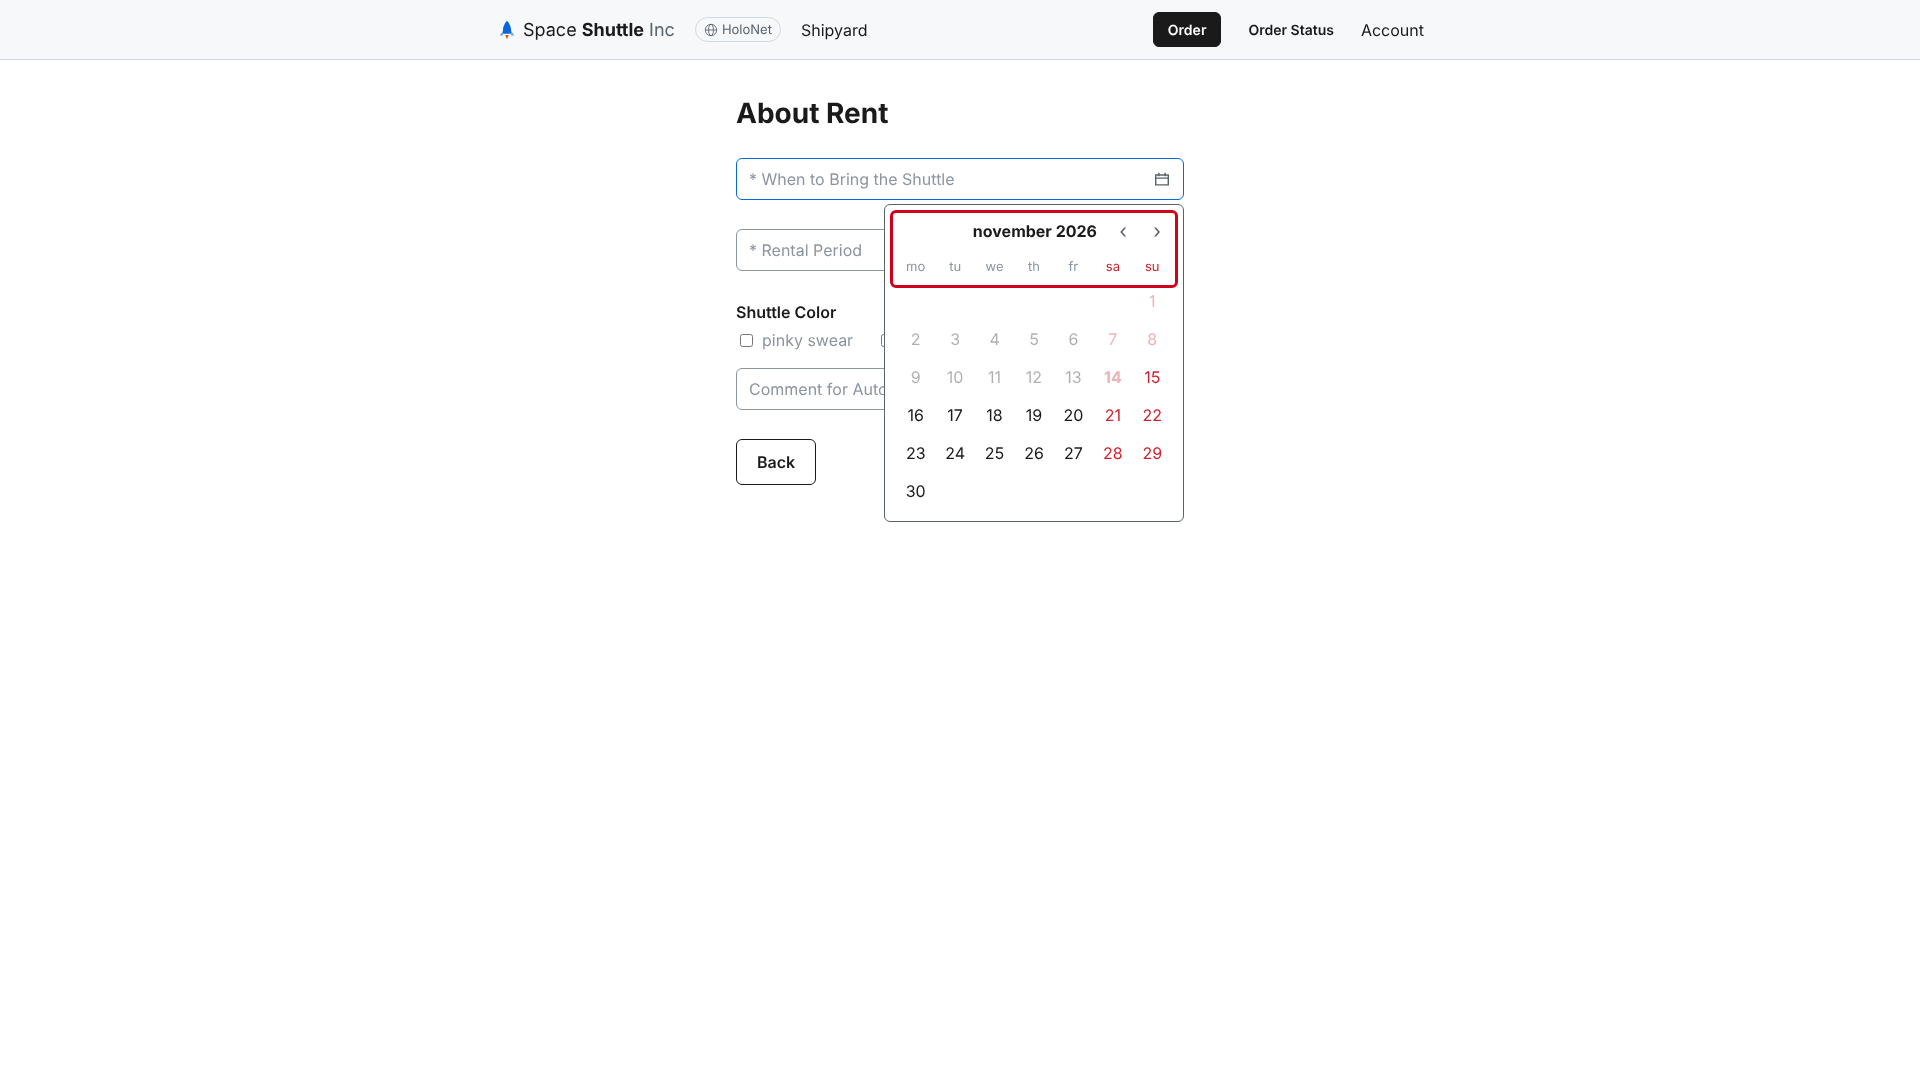 Space Shuttle Inc HoloNet Shipyard Order Order Status Account
About Rent
* When to Bring the Shuttle
* Rental Period
Shuttle Color
pinky swear
Comment for Auto
Back
november 2026
mo tu we th fr sa su
1
2 3 4 5 6 7 8
9 10 11 12 13 14 15
16 17 18 19 20 21 22
23 24 25 26 27 28 29
30